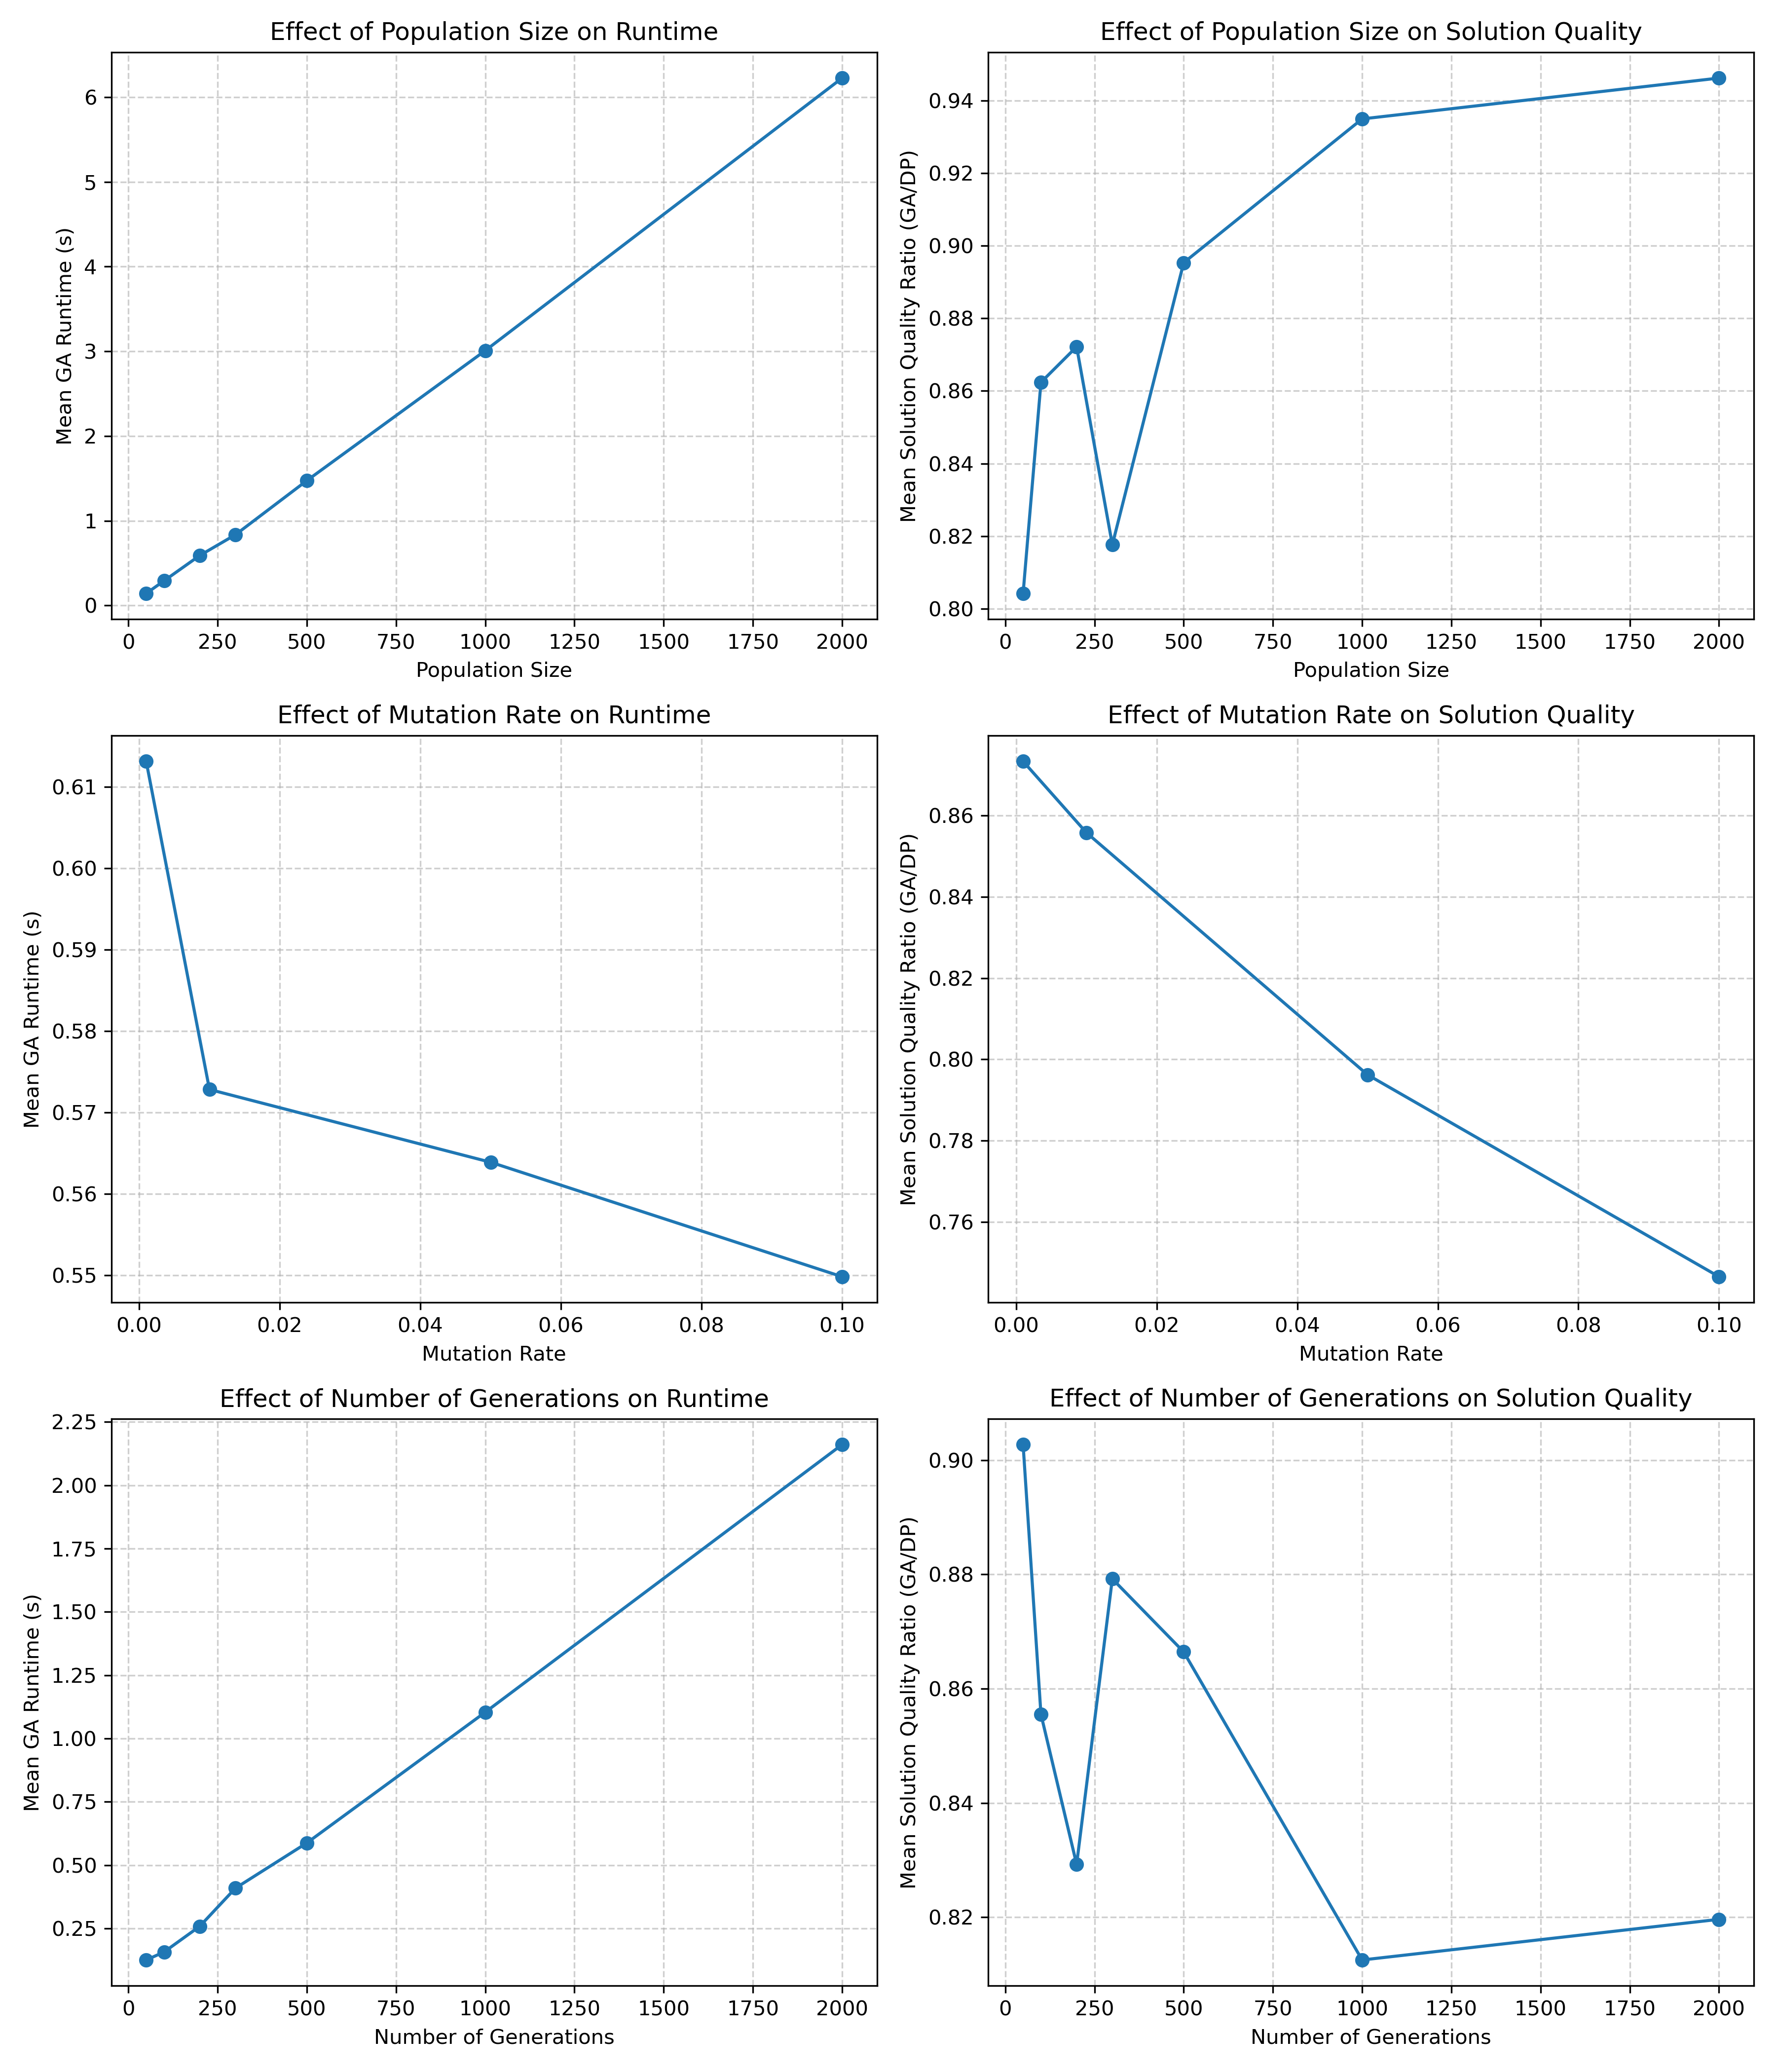 Effect of Population Size on Runtime
Mean GA Runtime (s)
6
5
4
3
2
1
0
0 250 500 750 1000 1250 1500 1750 2000
Population Size
Effect of Population Size on Solution Quality
Mean Solution Quality Ratio (GA/DP)
0.94
0.92
0.90
0.88
0.86
0.84
0.82
0.80
0 250 500 750 1000 1250 1500 1750 2000
Population Size
Effect of Mutation Rate on Runtime
Mean GA Runtime (s)
0.61
0.60
0.59
0.58
0.57
0.56
0.55
0.00 0.02 0.04 0.06 0.08 0.10
Mutation Rate
Effect of Mutation Rate on Solution Quality
Mean Solution Quality Ratio (GA/DP)
0.86
0.84
0.82
0.80
0.78
0.76
0.00 0.02 0.04 0.06 0.08 0.10
Mutation Rate
Effect of Number of Generations on Runtime
Mean GA Runtime (s)
2.25
2.00
1.75
1.50
1.25
1.00
0.75
0.50
0.25
0 250 500 750 1000 1250 1500 1750 2000
Number of Generations
Effect of Number of Generations on Solution Quality
Mean Solution Quality Ratio (GA/DP)
0.90
0.88
0.86
0.84
0.82
0 250 500 750 1000 1250 1500 1750 2000
Number of Generations